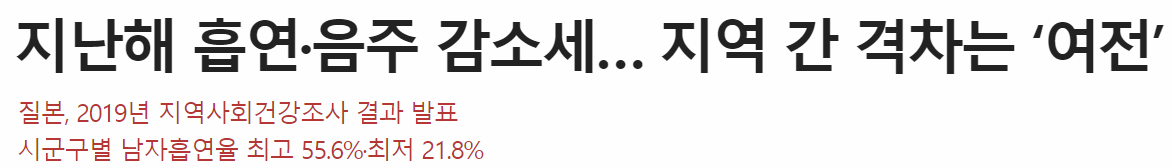 지난해 흡연·음주 감소세… 지역 간 격차는 ‘여전’
질본, 2019년 지역사회건강조사 결과 발표
시군구별 남자흡연율 최고 55.6%·최저 21.8%